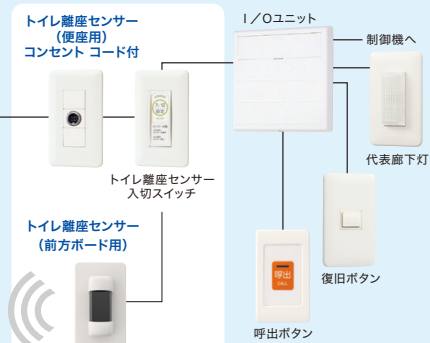 トイレ離座センサー
（便座用）
コンセント コード付
I／Oユニット
制御機へ
入切
代表廊下灯
トイレ離座センサー
入切スイッチ
トイレ離座センサー
（前方ボード用）
復旧ボタン
呼出
CALL
呼出ボタン